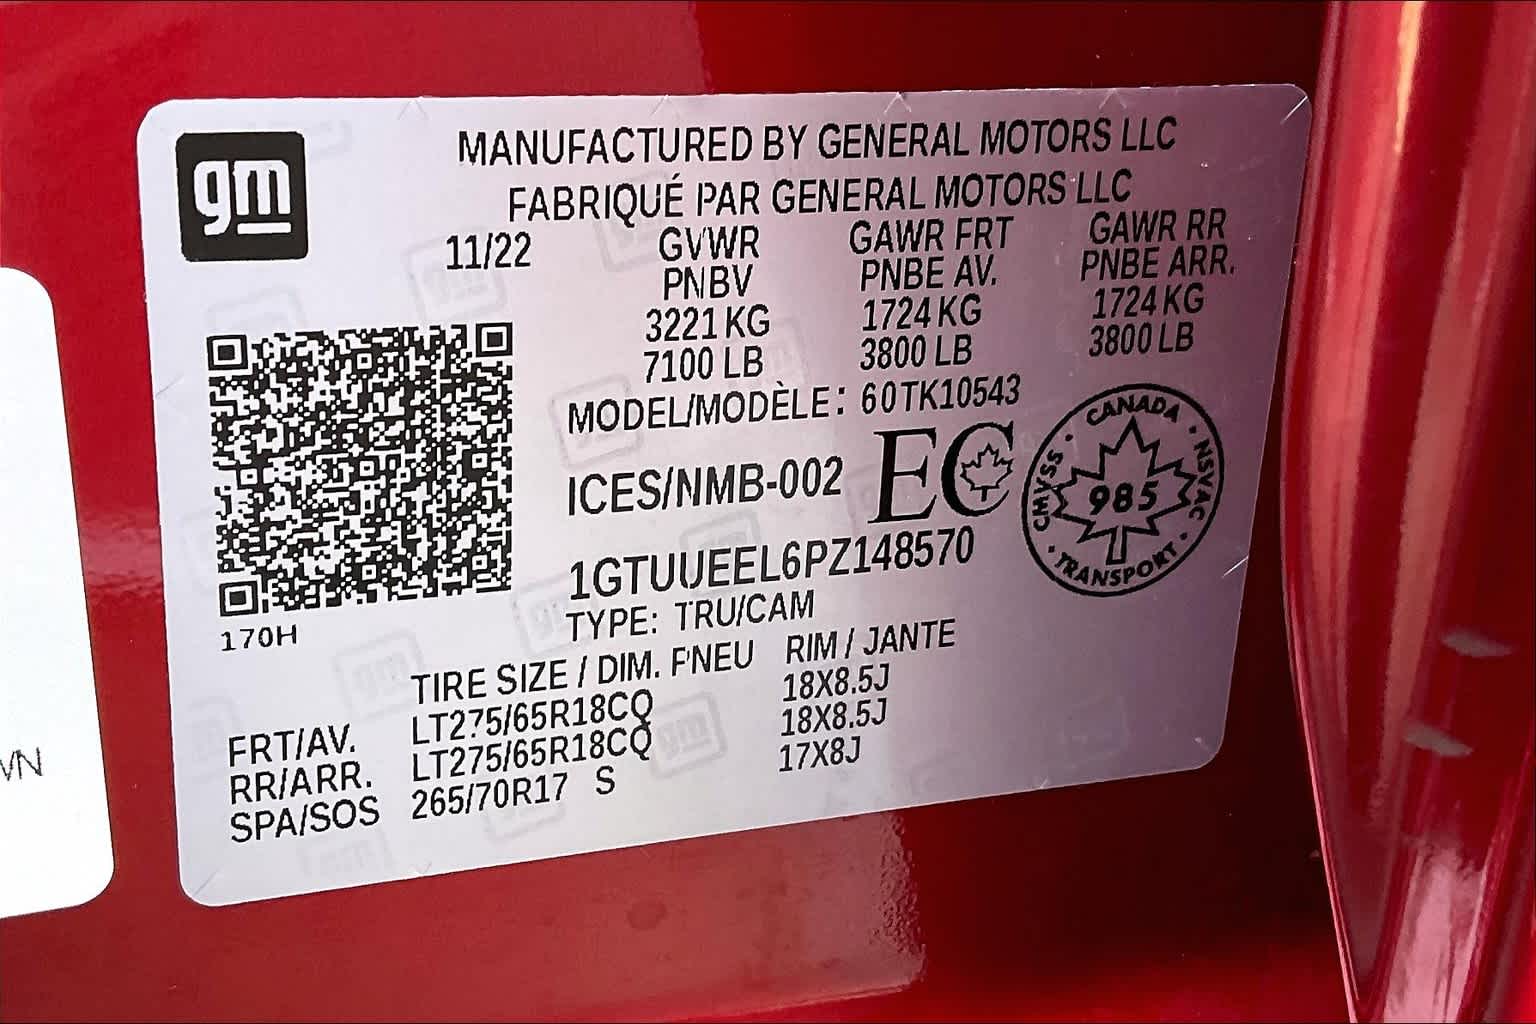 gm
MANUFACTURED BY GENERAL MOTORS LLC
FABRIQUÉ PAR GENERAL MOTORS LLC
11/22 GVWR GAWR FRT GAWR RR
PNBV PNBE AV. PNBE ARR.
3221 KG 1724 KG 1724 KG
7100 LB 3800 LB 3800 LB
MODEL/MODÈLE: 60TK10543
ICES/NMB-002 EC
CANADA · NSVAC · TRANSPORT · CMVSS ·
985
1GTUUEEL6PZ148570
TYPE: TRU/CAM
170H
TIRE SIZE / DIM. PNEU RIM / JANTE
FRT/AV. LT275/65R18CQ 18X8.5J
RR/ARR. LT275/65R18CQ 18X8.5J
SPA/SOS 265/70R17 S 17X8J